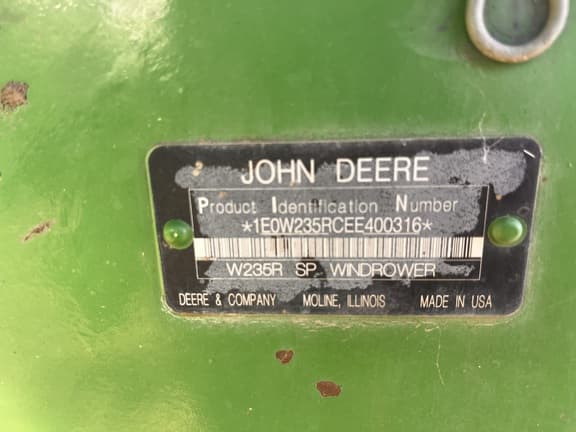 JOHN DEERE
Product Identification Number
*1E0W235RCEE400316*
W235R SP WINDROWER
DEERE & COMPANY MOLINE, ILLINOIS MADE IN USA